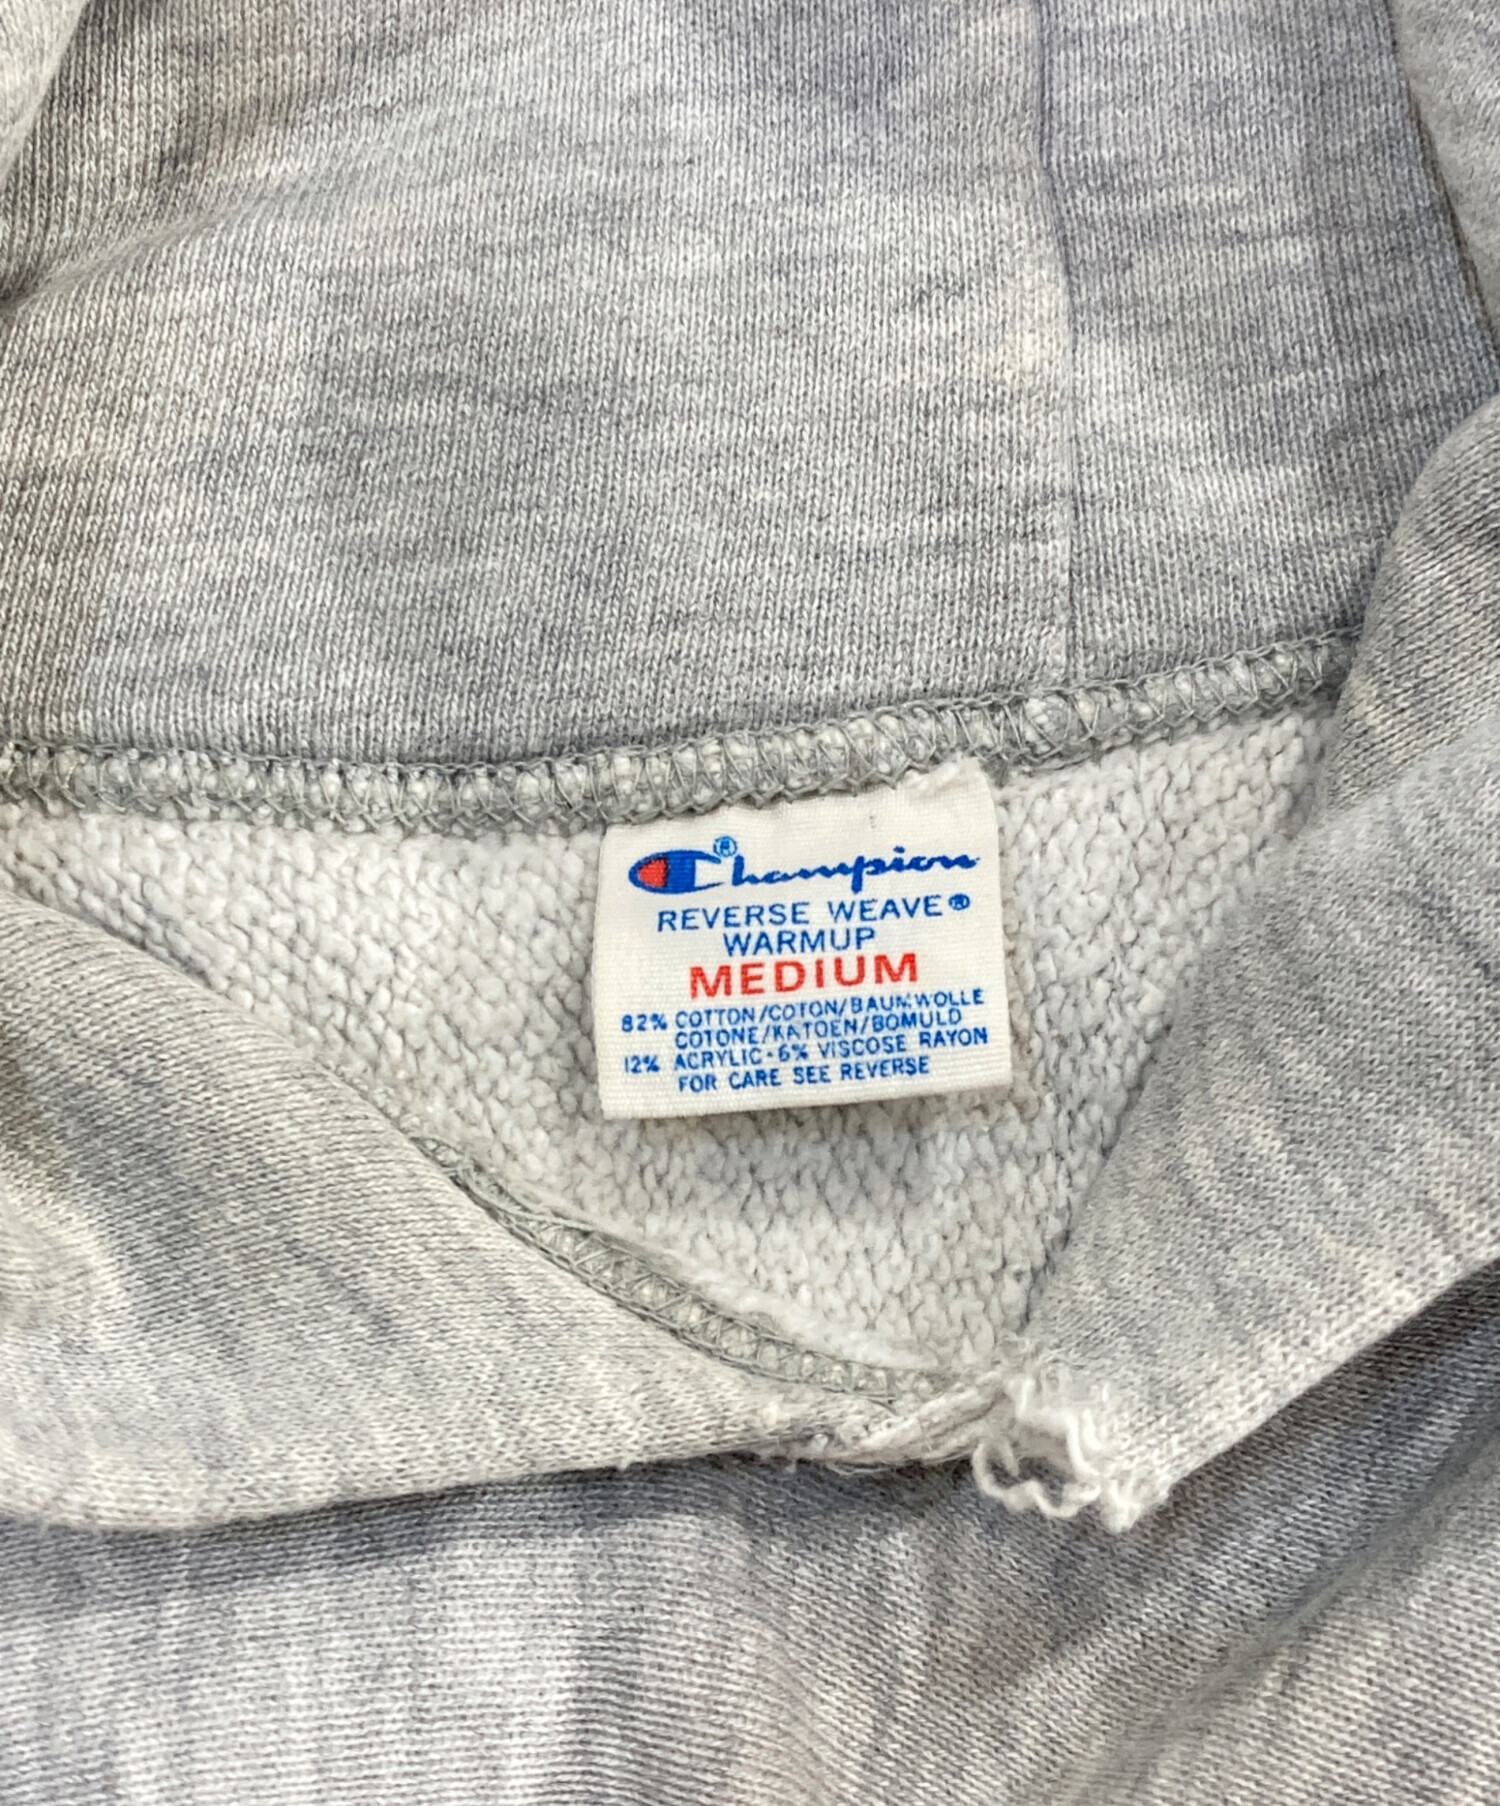 Champion®
REVERSE WEAVE®
WARMUP
MEDIUM
82% COTTON/COTON/BAUMWOLLE
COTONE/KATOEN/BOMULD
12% ACRYLIC·6% VISCOSE RAYON
FOR CARE SEE REVERSE